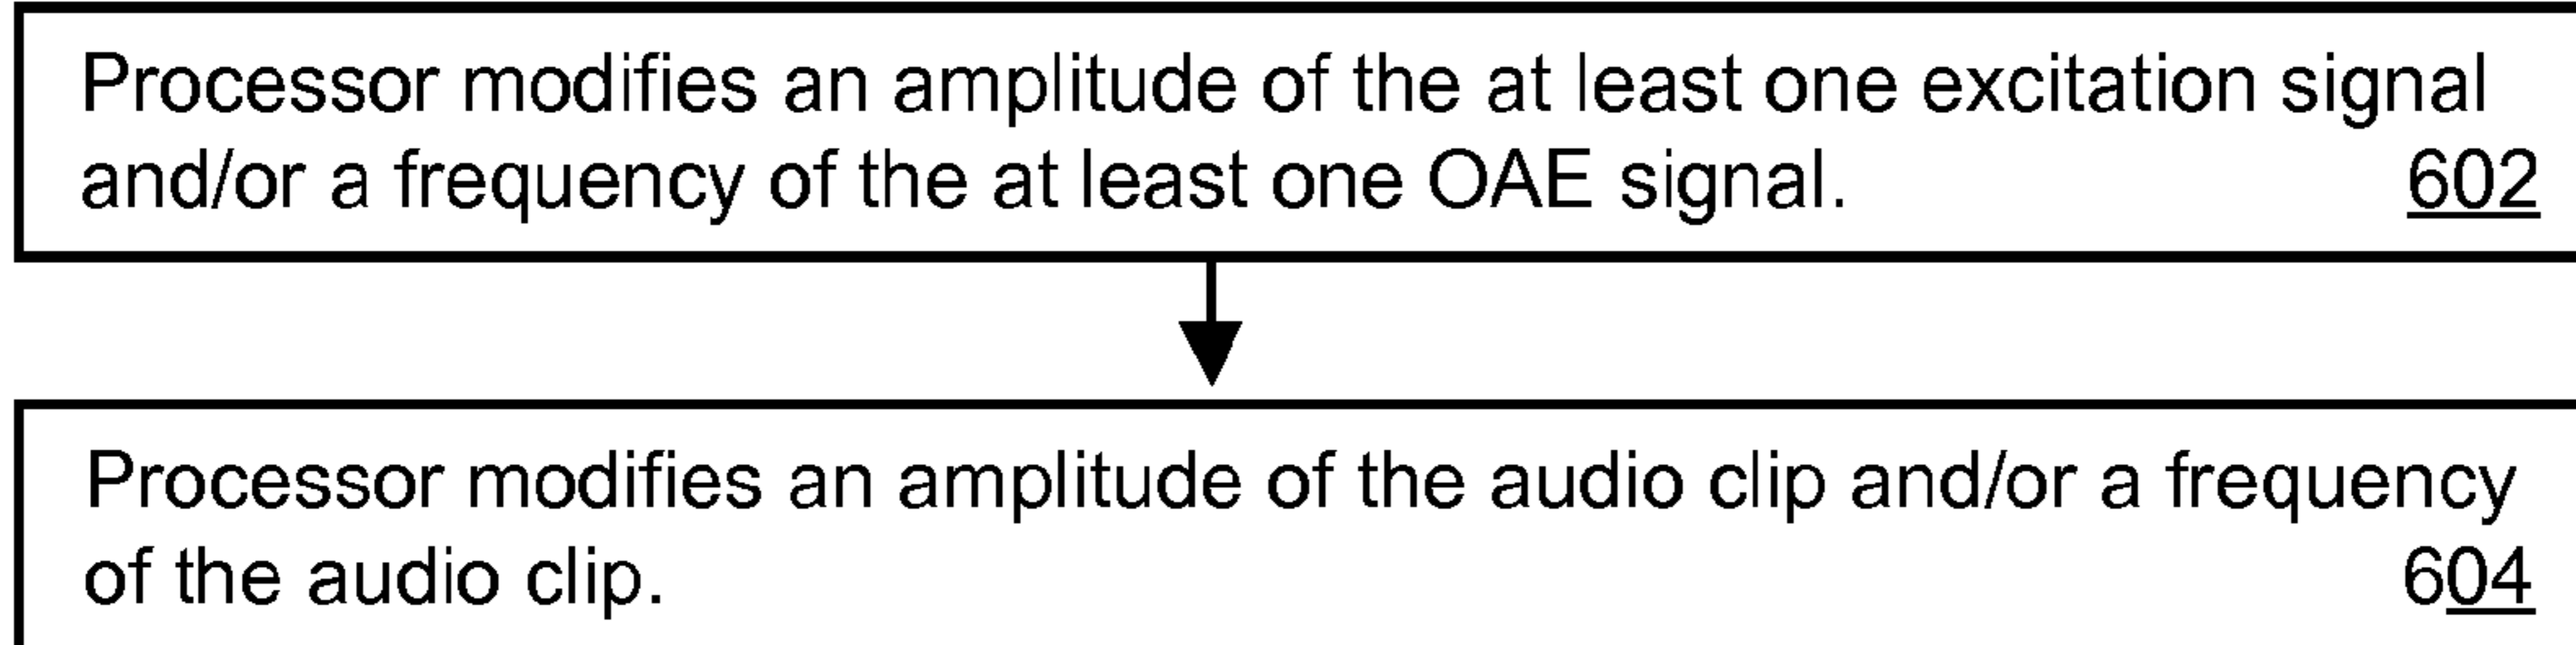 Processor modifies an amplitude of the at least one excitation signal
and/or a frequency of the at least one OAE signal. 602
Processor modifies an amplitude of the audio clip and/or a frequency
of the audio clip. 604